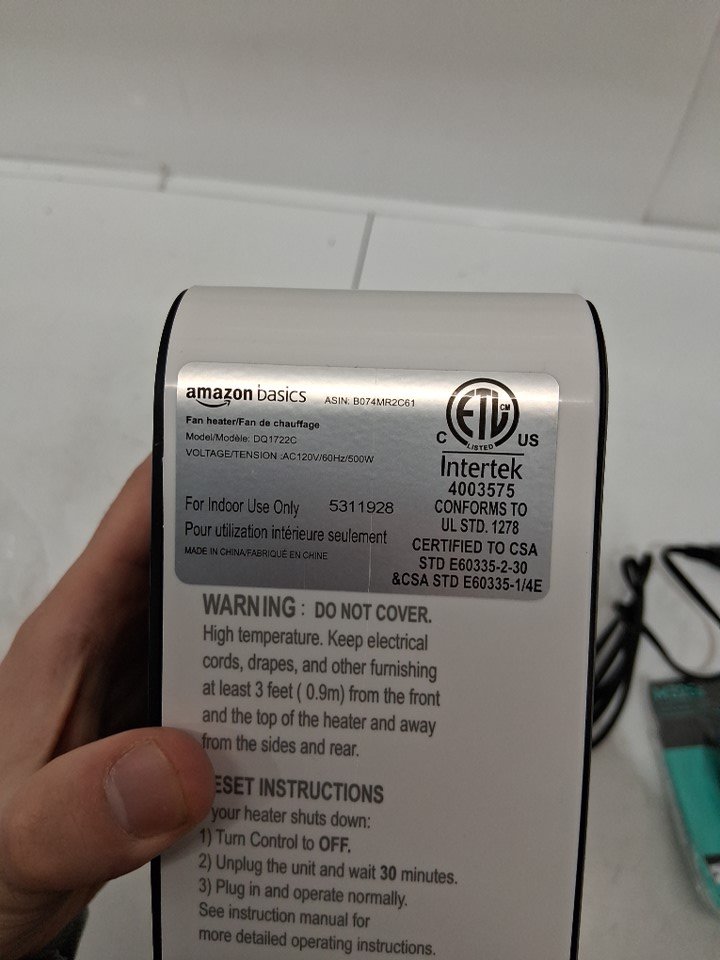 amazon basics
ASIN: B074MR2C61
Fan heater/Fan de chauffage
Model/Modèle: DQ1722C
VOLTAGE/TENSION :AC120V/60Hz/500W
For Indoor Use Only 5311928
Pour utilization intérieure seulement
MADE IN CHINA/FABRIQUÉ EN CHINE
ETL CM
C LISTED US
Intertek
4003575
CONFORMS TO
UL STD. 1278
CERTIFIED TO CSA
STD E60335-2-30
&CSA STD E60335-1/4E
WARNING : DO NOT COVER.
High temperature. Keep electrical
cords, drapes, and other furnishing
at least 3 feet ( 0.9m) from the front
and the top of the heater and away
from the sides and rear.
ESET INSTRUCTIONS
your heater shuts down:
1) Turn Control to OFF.
2) Unplug the unit and wait 30 minutes.
3) Plug in and operate normally.
See instruction manual for
more detailed operating instructions.